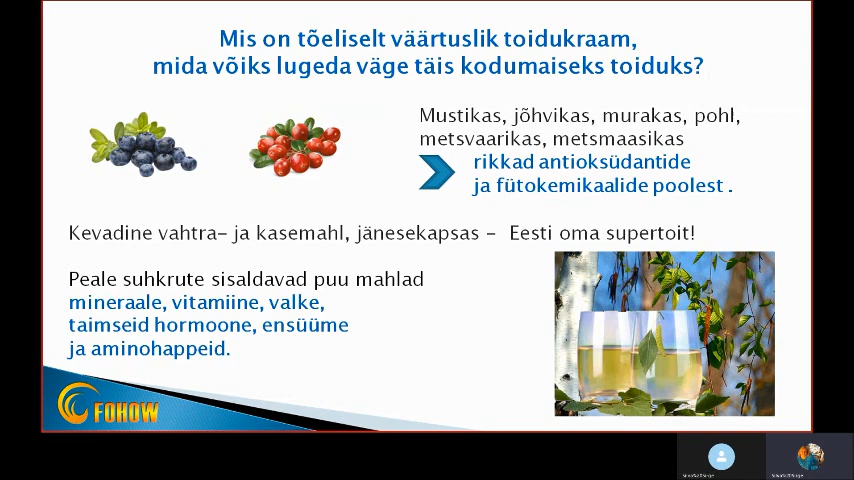 Mis on tõeliselt väärtuslik toidukraam,
mida võiks lugeda väge täis kodumaiseks toiduks?
Mustikas, jõhvikas, murakas, pohl,
metsvaarikas, metsmaasikas
rikkad antioksüdantide
ja fütokemikaalide poolest .
Kevadine vahtra- ja kasemahl, jänesekapsas - Eesti oma supertoit!
Peale suhkrute sisaldavad puu mahlad
mineraale, vitamiine, valke,
taimseid hormoone, ensüüme
ja aminohappeid.
FOHOW